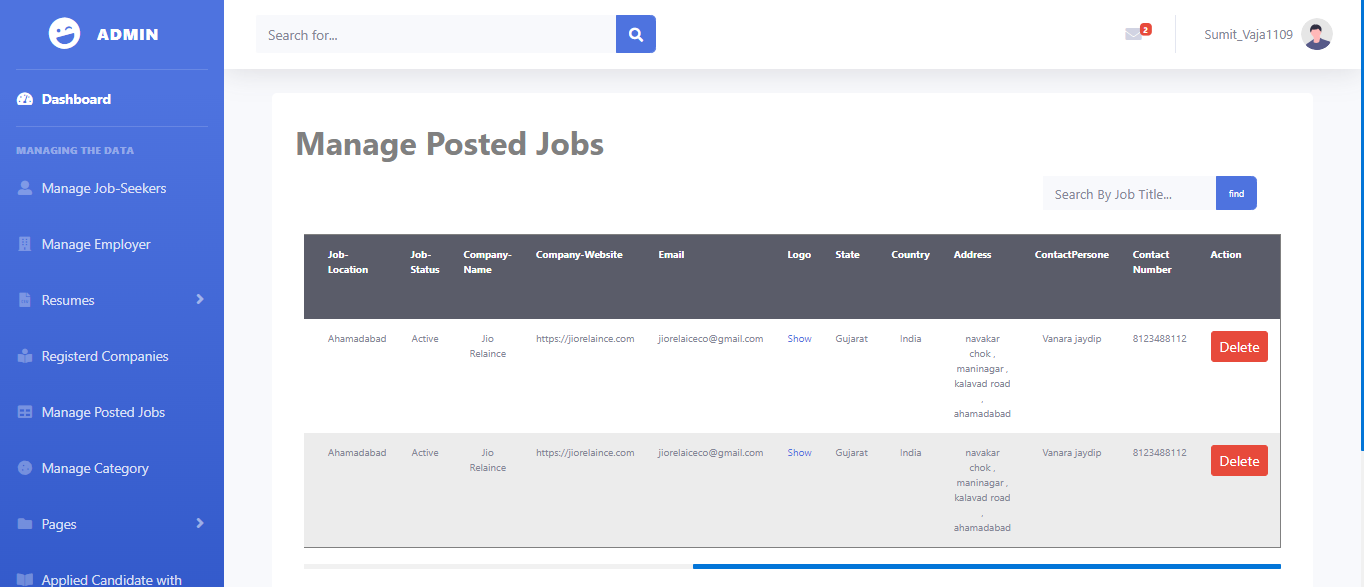 ADMIN
Search for...
2
Sumit_Vaja1109
Dashboard
MANAGING THE DATA
Manage Job-Seekers
Manage Employer
Resumes
Registerd Companies
Manage Posted Jobs
Manage Category
Pages
Applied Candidate with
Manage Posted Jobs
Search By Job Title...
find
Job-
Location
Job-
Status
Company-
Name
Company-Website
Email
Logo
State
Country
Address
ContactPersone
Contact
Number
Action
Ahamadabad
Active
Jio
Relaince
https://jiorelaince.com
jiorelaiceco@gmail.com
Show
Gujarat
India
navakar
chok ,
maninagar ,
kalavad road
,
ahamadabad
Vanara jaydip
8123488112
Delete
Ahamadabad
Active
Jio
Relaince
https://jiorelaince.com
jiorelaiceco@gmail.com
Show
Gujarat
India
navakar
chok ,
maninagar ,
kalavad road
,
ahamadabad
Vanara jaydip
8123488112
Delete